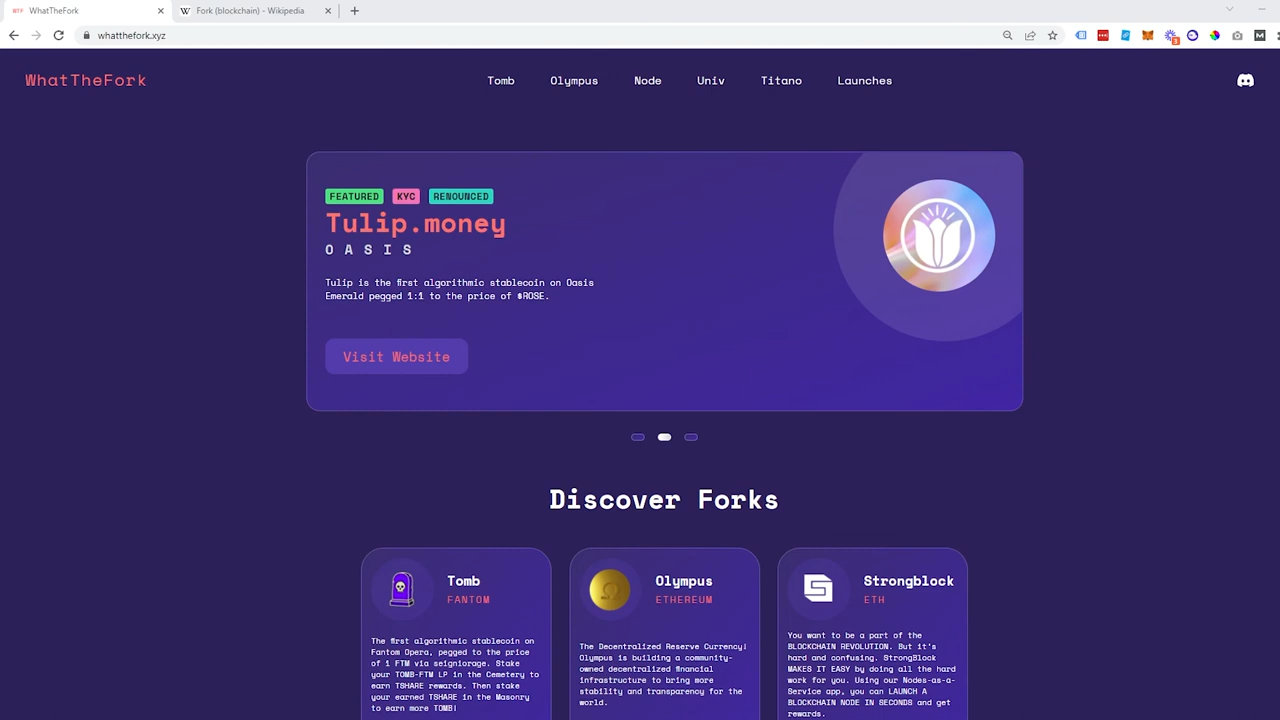 WhatTheFork
Fork (blockchain) - Wikipedia
whatthefork.xyz
WhatTheFork
Tomb
Olympus
Node
Univ
Titano
Launches
FEATURED
KYC
RENOUNCED
Tulip.money
OASIS
Tulip is the first algorithmic stablecoin on Oasis
Emerald pegged 1:1 to the price of $ROSE.
Visit Website
Discover Forks
Tomb
FANTOM
The first algorithmic stablecoin on
Fantom Opera, pegged to the price
of 1 FTM via seigniorage. Stake
your TOMB-FTM LP in the Cemetery to
earn TSHARE rewards. Then stake
your earned TSHARE in the Masonry
to earn more TOMB!
Olympus
ETHEREUM
The Decentralized Reserve Currency!
Olympus is building a community-
owned decentralized financial
infrastructure to bring more
stability and transparency for the
world.
Strongblock
ETH
You want to be a part of the
BLOCKCHAIN REVOLUTION. But it's
hard and confusing. StrongBlock
MAKES IT EASY by doing all the hard
work for you. Using our Nodes-as-a-
Service app, you can LAUNCH A
BLOCKCHAIN NODE IN SECONDS and get
rewards.